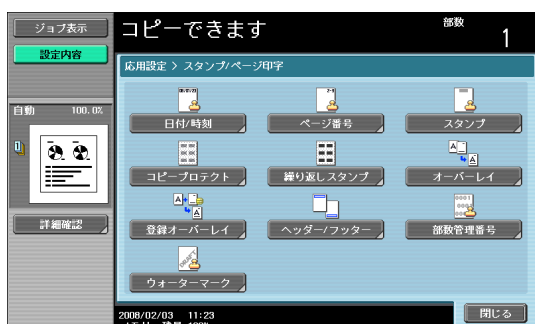 ジョブ表示
設定内容
コピーできます
部数
1
応用設定 > スタンプ/ページ印字
自動 100.0%
日付/時刻
ページ番号
スタンプ
コピープロテクト
繰り返しスタンプ
オーバーレイ
登録オーバーレイ
ヘッダー/フッター
部数管理番号
ウォーターマーク
詳細確認
2008/02/03 11:23
閉じる